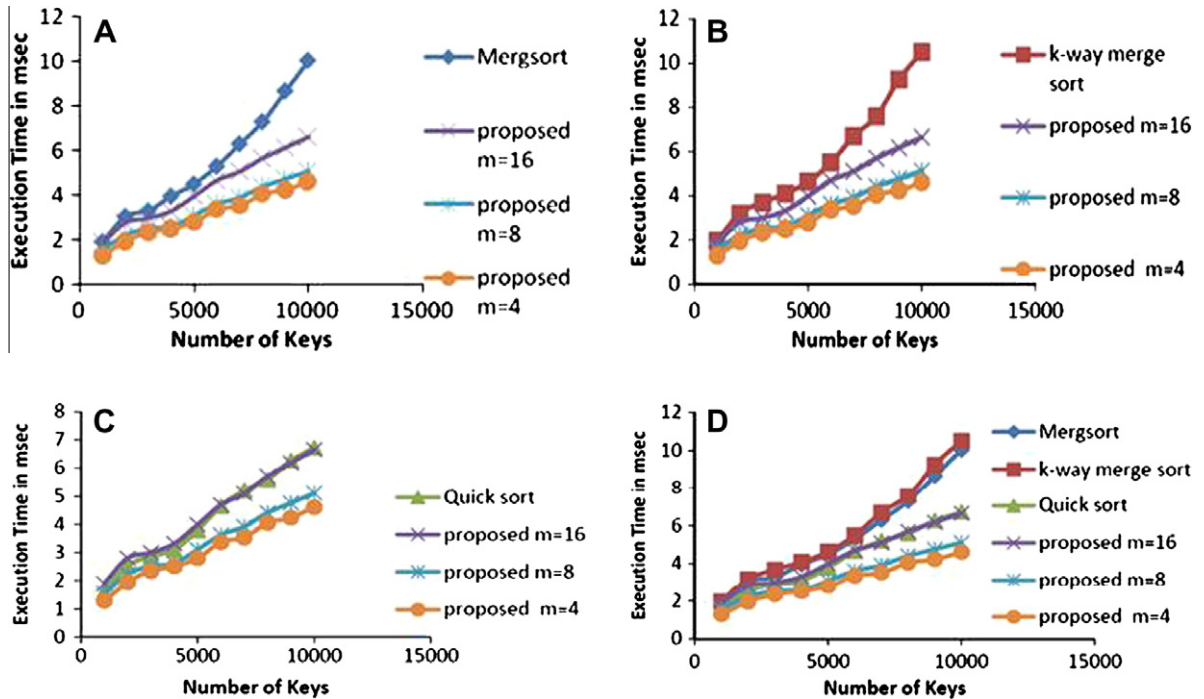 A
Execution Time in msec
12
10
8
6
4
2
0
0 5000 10000 15000
Number of Keys
Mergsort
proposed
m=16
proposed
m=8
proposed
m=4
B
Execution Time in msec
12
10
8
6
4
2
0
0 5000 10000 15000
Number of Keys
k-way merge
sort
proposed m=16
proposed m=8
proposed m=4
C
Execution Time in msec
8
7
6
5
4
3
2
1
0
0 5000 10000 15000
Number of Keys
Quick sort
proposed m=16
proposed m=8
proposed m=4
D
Execution Time in msec
12
10
8
6
4
2
0
0 5000 10000 15000
Number of Keys
Mergsort
k-way merge sort
Quick sort
proposed m=16
proposed m=8
proposed m=4